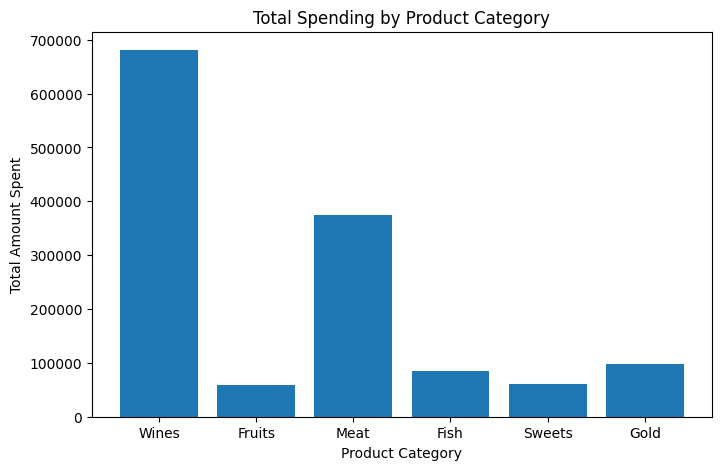 Total Spending by Product Category
700000
600000
500000
400000
300000
200000
100000
0
Total Amount Spent
Wines Fruits Meat Fish Sweets Gold
Product Category